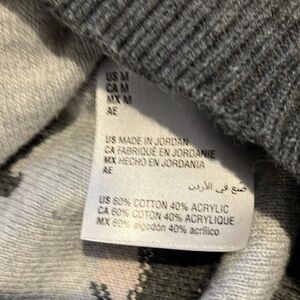 US M
CA M
MX M
AE
US MADE IN JORDAN
CA FABRIQUÉ EN JORDANIE
MX HECHO EN JORDANIA
AE
صنع في الأردن
US 60% COTTON 40% ACRYLIC
CA 60% COTON 40% ACRYLIQUE
MX 60% algodón 40% acrílico